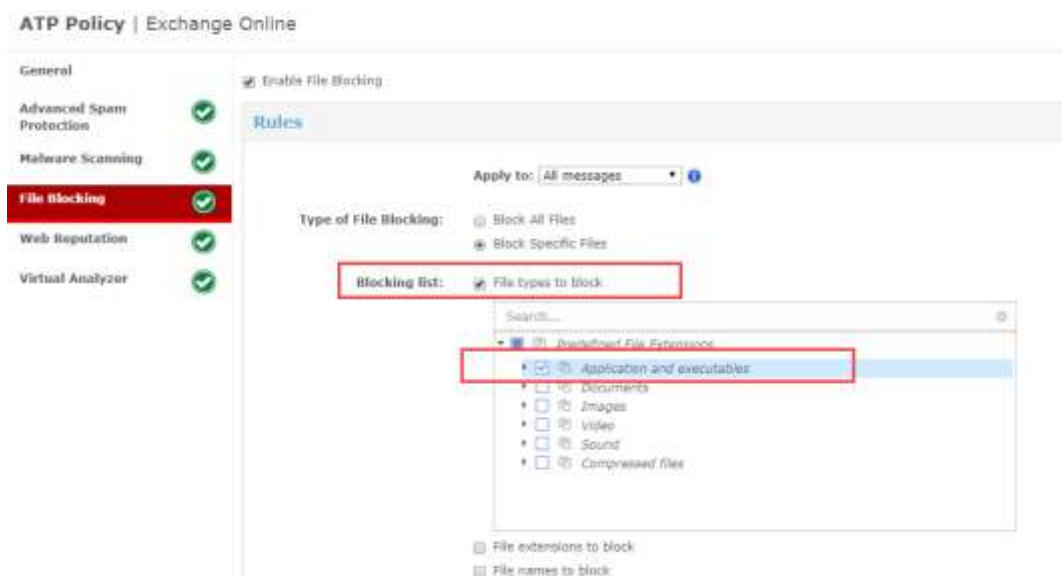 ATP Policy | Exchange Online
General
Advanced Spam
Protection
Malware Scanning
File Blocking
Web Reputation
Virtual Analyzer
Enable File Blocking
Rules
Apply to: All messages
Type of File Blocking:
Block All Files
Block Specific Files
Blocking list:
File types to block
Search...
Predefined File Extensions
Application and executables
Documents
Images
Video
Sound
Compressed files
File extensions to block
File names to block